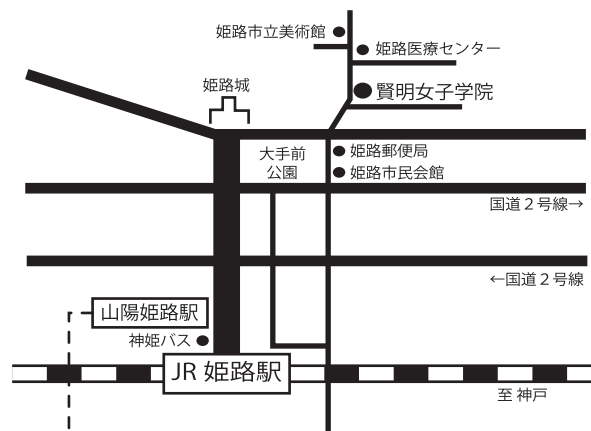 姫路市立美術館
姫路医療センター
姫路城
賢明女子学院
大手前
公園
姫路郵便局
姫路市民会館
国道2号線→
←国道2号線
山陽姫路駅
神姫バス
JR 姫路駅
至 神戸